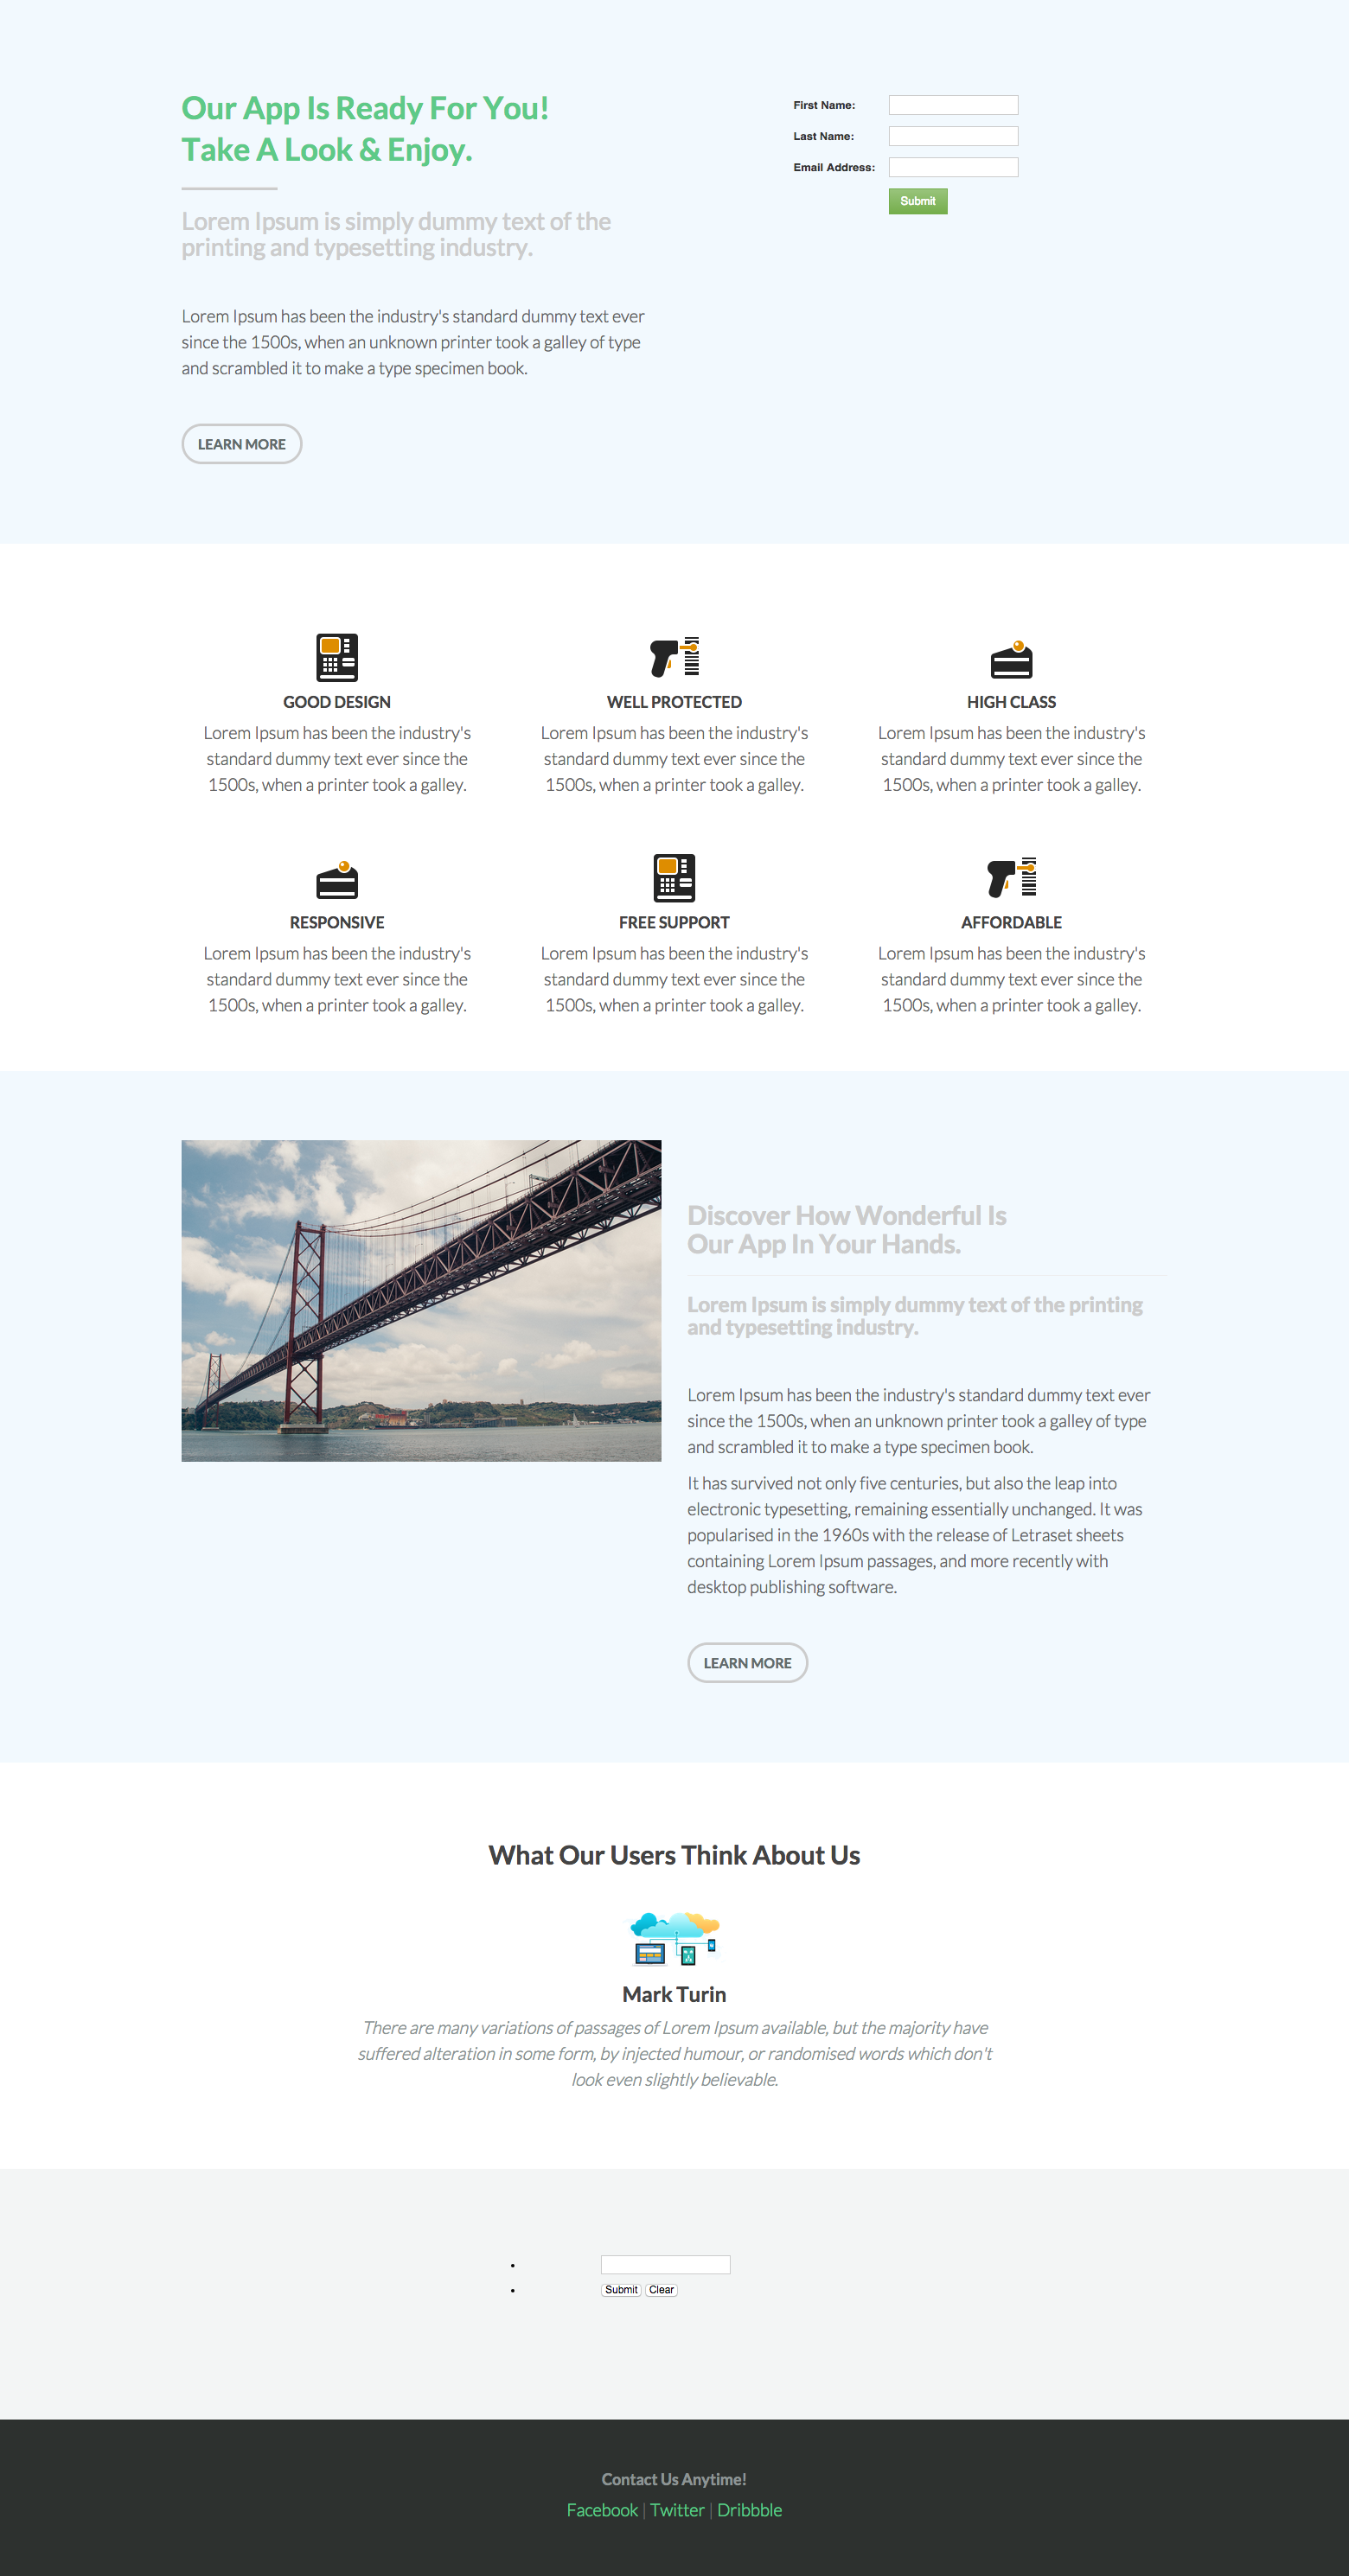 Our App Is Ready For You!
Take A Look & Enjoy.
Lorem Ipsum is simply dummy text of the
printing and typesetting industry.
Lorem Ipsum has been the industry's standard dummy text ever
since the 1500s, when an unknown printer took a galley of type
and scrambled it to make a type specimen book.
LEARN MORE
First Name:
Last Name:
Email Address:
Submit
GOOD DESIGN
Lorem Ipsum has been the industry's
standard dummy text ever since the
1500s, when a printer took a galley.
WELL PROTECTED
Lorem Ipsum has been the industry's
standard dummy text ever since the
1500s, when a printer took a galley.
HIGH CLASS
Lorem Ipsum has been the industry's
standard dummy text ever since the
1500s, when a printer took a galley.
RESPONSIVE
Lorem Ipsum has been the industry's
standard dummy text ever since the
1500s, when a printer took a galley.
FREE SUPPORT
Lorem Ipsum has been the industry's
standard dummy text ever since the
1500s, when a printer took a galley.
AFFORDABLE
Lorem Ipsum has been the industry's
standard dummy text ever since the
1500s, when a printer took a galley.
Discover How Wonderful Is
Our App In Your Hands.
Lorem Ipsum is simply dummy text of the printing
and typesetting industry.
Lorem Ipsum has been the industry's standard dummy text ever
since the 1500s, when an unknown printer took a galley of type
and scrambled it to make a type specimen book.
It has survived not only five centuries, but also the leap into
electronic typesetting, remaining essentially unchanged. It was
popularised in the 1960s with the release of Letraset sheets
containing Lorem Ipsum passages, and more recently with
desktop publishing software.
LEARN MORE
What Our Users Think About Us
Mark Turin
There are many variations of passages of Lorem Ipsum available, but the majority have
suffered alteration in some form, by injected humour, or randomised words which don't
look even slightly believable.
Submit Clear
Contact Us Anytime!
Facebook | Twitter | Dribbble